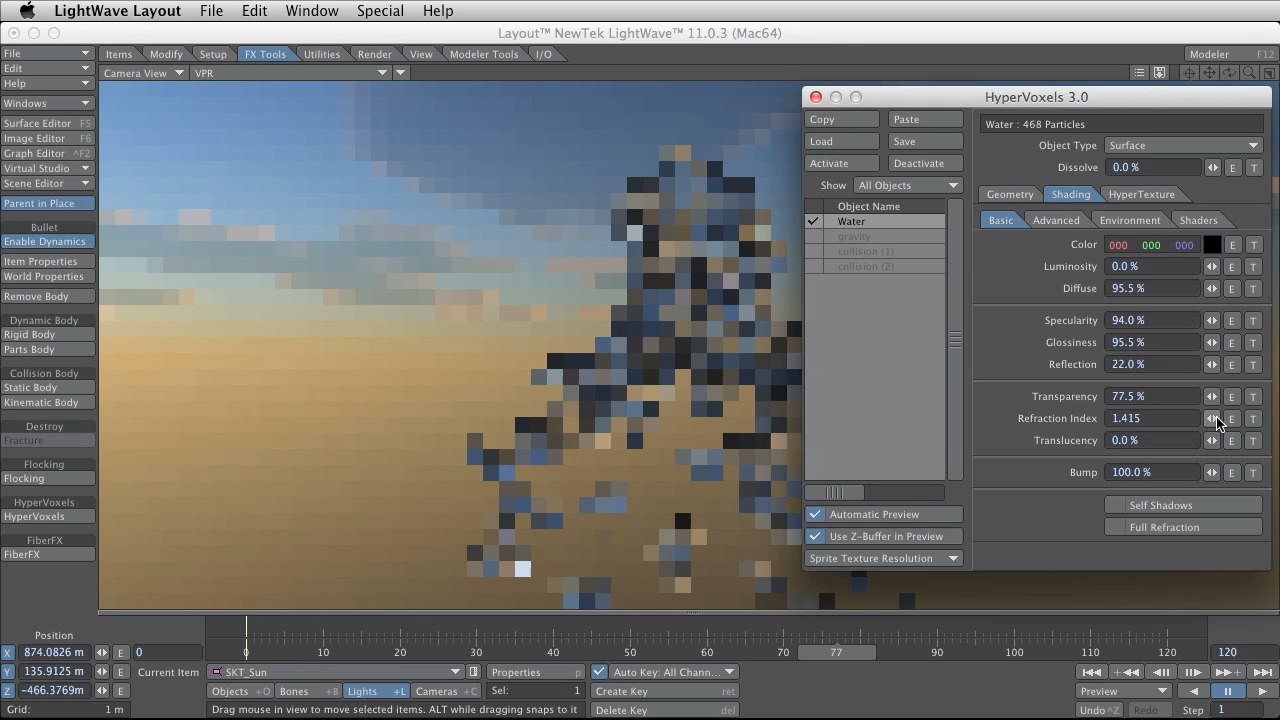 LightWave Layout File Edit Window Special Help
Layout™ NewTek LightWave™ 11.0.3 (Mac64)
File
Edit
Help
Windows
Surface Editor F5
Image Editor F6
Graph Editor ^F2
Virtual Studio
Scene Editor
Parent in Place
Bullet
Enable Dynamics
Item Properties
World Properties
Remove Body
Dynamic Body
Rigid Body
Parts Body
Collision Body
Static Body
Kinematic Body
Destroy
Fracture
Flocking
Flocking
HyperVoxels
HyperVoxels
FiberFX
FiberFX
Items Modify Setup FX Tools Utilities Render View Modeler Tools I/O Modeler F12
Camera View VPR
HyperVoxels 3.0
Copy Paste
Load Save
Activate Deactivate
Show All Objects
Object Name
Water
gravity
collision (1)
collision (2)
Automatic Preview
Use Z-Buffer in Preview
Sprite Texture Resolution
Water : 468 Particles
Object Type Surface
Dissolve 0.0 % E T
Geometry Shading HyperTexture
Basic Advanced Environment Shaders
Color 000 000 000 E T
Luminosity 0.0 % E T
Diffuse 95.5 % E T
Specularity 94.0 % E T
Glossiness 95.5 % E T
Reflection 22.0 % E T
Transparency 77.5 % E T
Refraction Index 1.415 E T
Translucency 0.0 % E T
Bump 100.0 % E T
Self Shadows
Full Refraction
Position
X 874.0826 m E
Y 135.9125 m E
Z -466.3769m E
Grid: 1 m
0 10 20 30 40 50 60 70 77 90 100 110 120
0 120
Current Item SKT_Sun Properties p Auto Key: All Chann...
Objects +O Bones +B Lights +L Cameras +C Sel: 1 Create Key ret
Drag mouse in view to move selected items. ALT while dragging snaps to it Delete Key del
Preview
Undo ^Z Redo Step 1